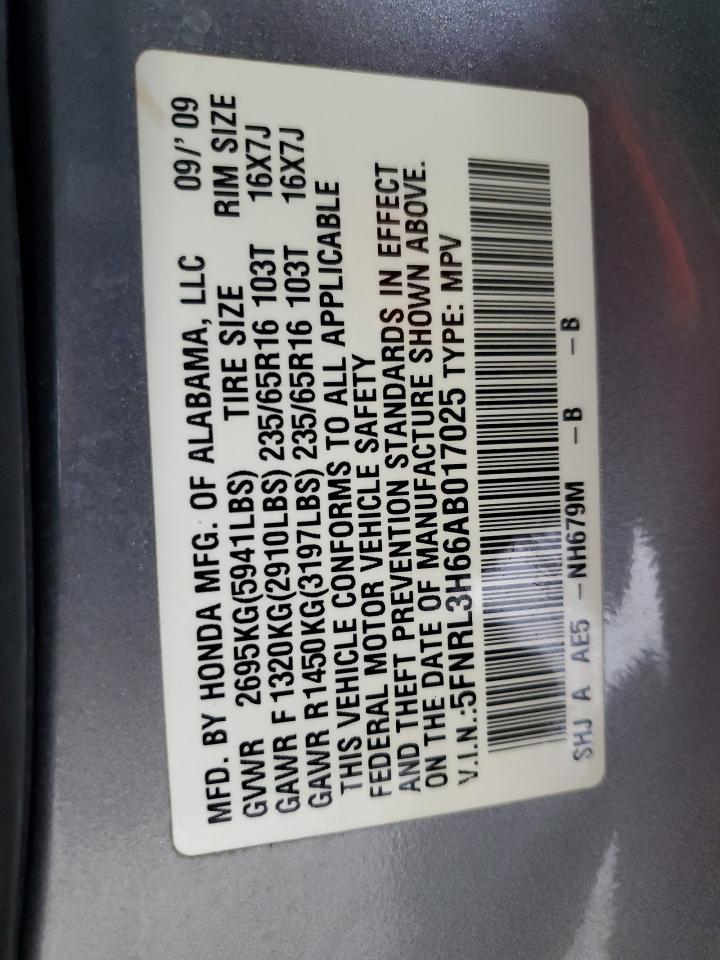 MFD. BY HONDA MFG. OF ALABAMA, LLC 09/'09
GVWR 2695KG(5941LBS) TIRE SIZE RIM SIZE
GAWR F 1320KG(2910LBS) 235/65R16 103T 16X7J
GAWR R1450KG(3197LBS) 235/65R16 103T 16X7J
THIS VEHICLE CONFORMS TO ALL APPLICABLE
FEDERAL MOTOR VEHICLE SAFETY
AND THEFT PREVENTION STANDARDS IN EFFECT
ON THE DATE OF MANUFACTURE SHOWN ABOVE.
V.I.N.:5FNRL3H66AB017025 TYPE: MPV
SHJ A AE5 -NH679M -B -B